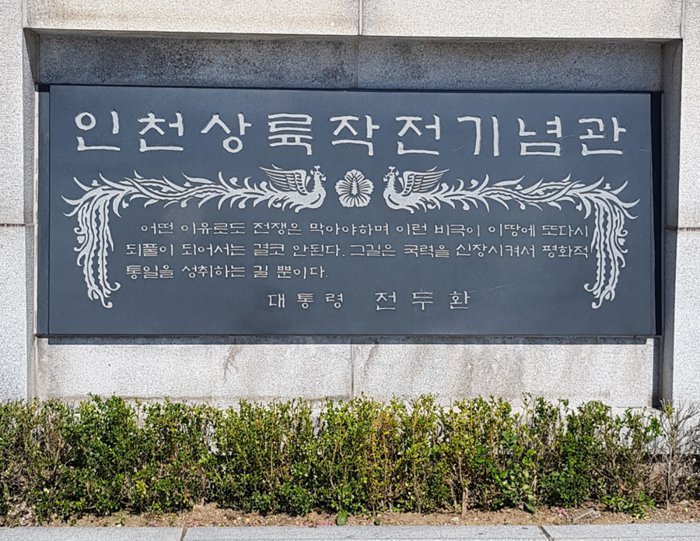 인천상륙작전기념관
어떤 이유로도 전쟁은 막아야하며 이런 비극이 이땅에 또다시
되풀이 되어서는 결코 안된다. 그길은 국력을 신장시켜서 평화적
통일을 성취하는 길 뿐이다.
대통령 전두환